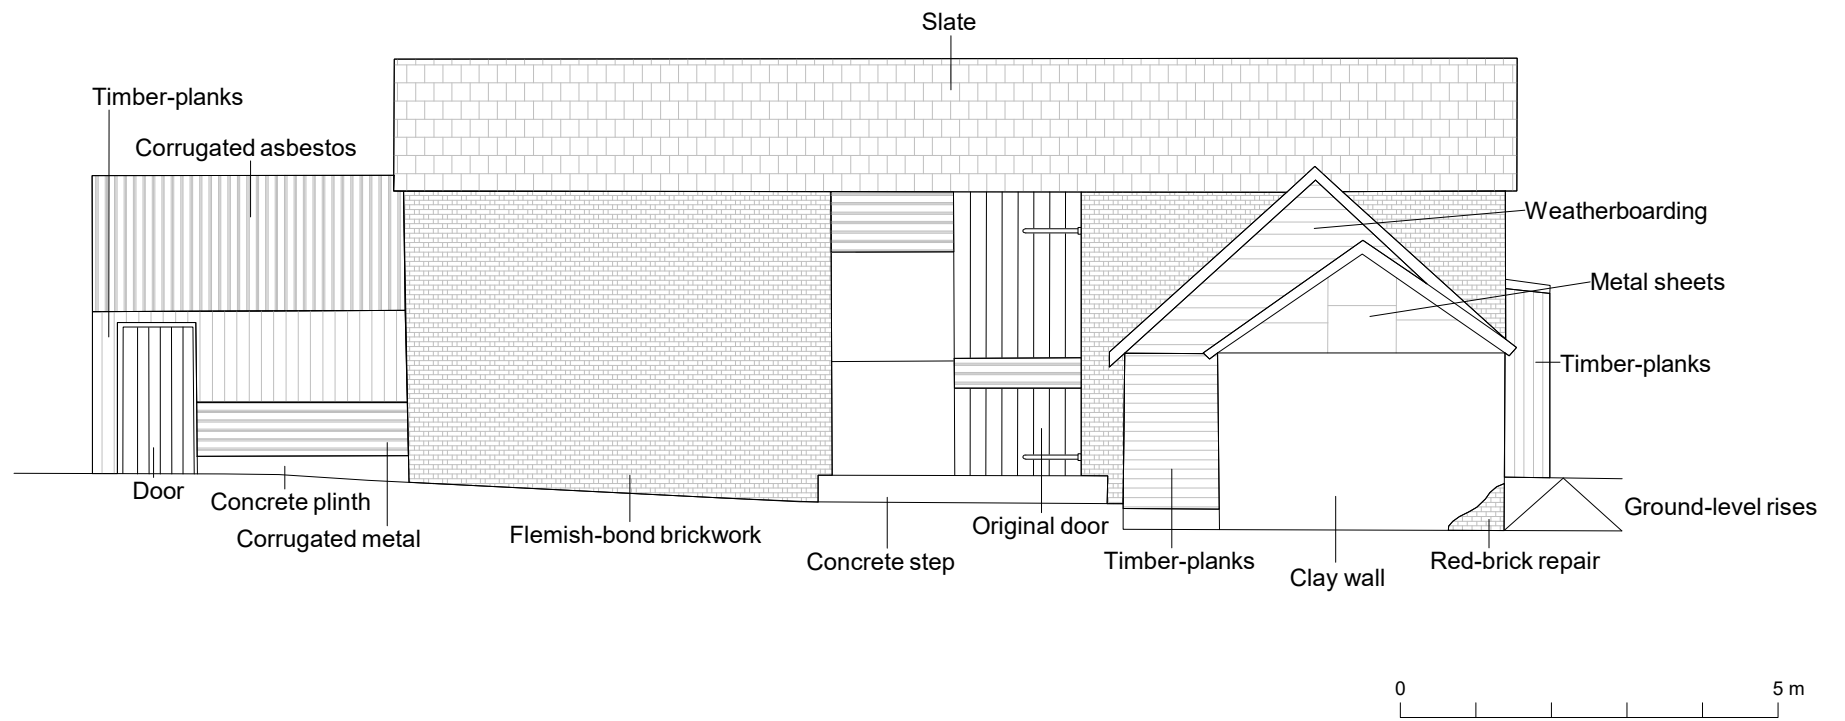 Slate
Timber-planks
Corrugated asbestos
Weatherboarding
Metal sheets
Timber-planks
Door
Concrete plinth
Corrugated metal
Flemish-bond brickwork
Concrete step
Original door
Timber-planks
Clay wall
Red-brick repair
Ground-level rises
0 5 m